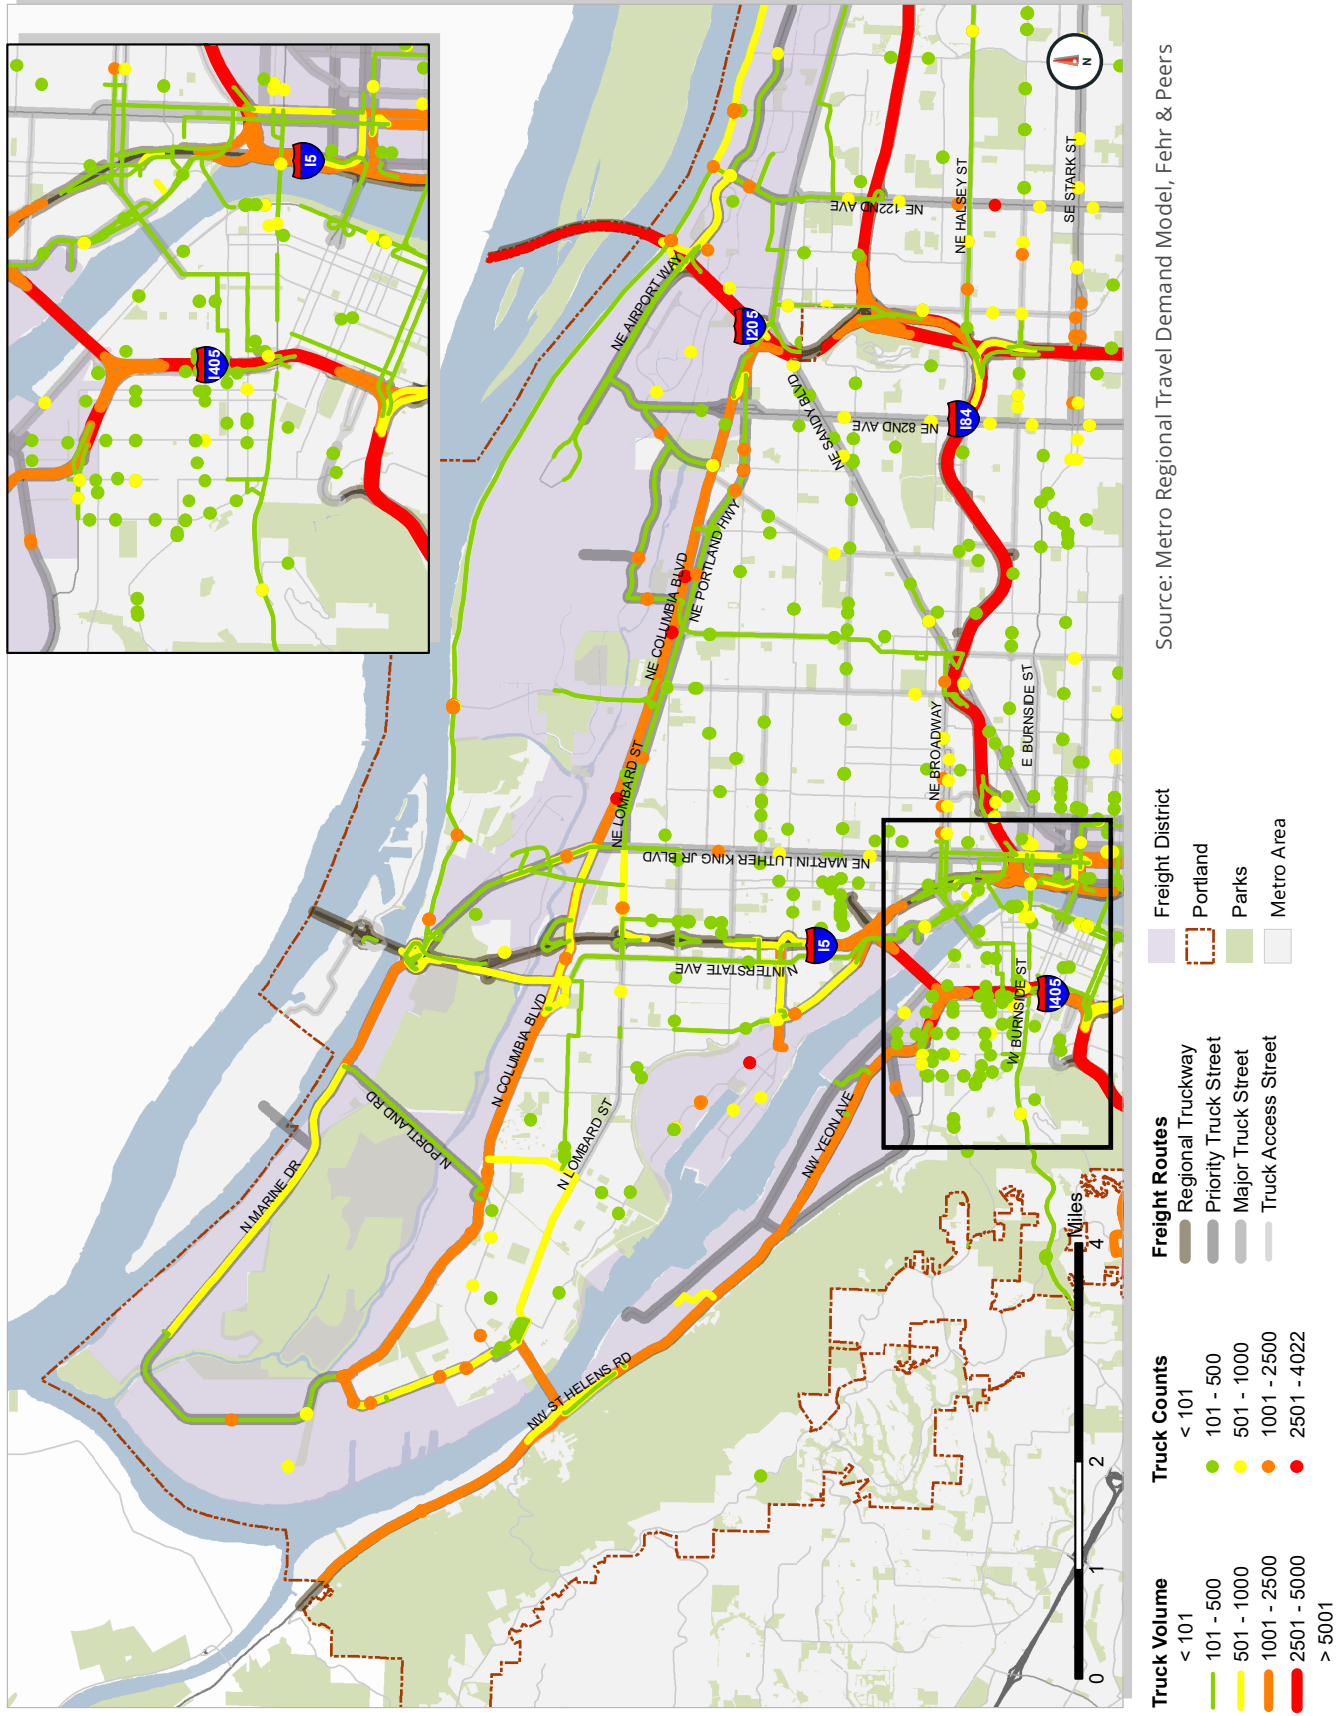 I5
I405
N MARINE DR
N PORTLAND RD
N COLUMBIA BLVD
N LOMBARD ST
NW ST HELENS RD
NW YEON AVE
N INTERSTATE AVE
I5
NE MARTIN LUTHER KING JR BLVD
NE LOMBARD ST
NE COLUMBIA BLVD
NE PORTLAND HWY
NE AIRPORT WAY
I205
NE SANDY BLVD
NE 82ND AVE
NE 122ND AVE
I84
NE HALSEY ST
SE STARK ST
NE BROADWAY
E BURNSIDE ST
W BURNSIDE ST
I405
N
0 1 2 4
Miles
Truck Volume
< 101
101 - 500
501 - 1000
1001 - 2500
2501 - 5000
> 5001
Truck Counts
< 101
101 - 500
501 - 1000
1001 - 2500
2501 - 4022
Freight Routes
Regional Truckway
Priority Truck Street
Major Truck Street
Truck Access Street
Freight District
Portland
Parks
Metro Area
Source: Metro Regional Travel Demand Model, Fehr & Peers